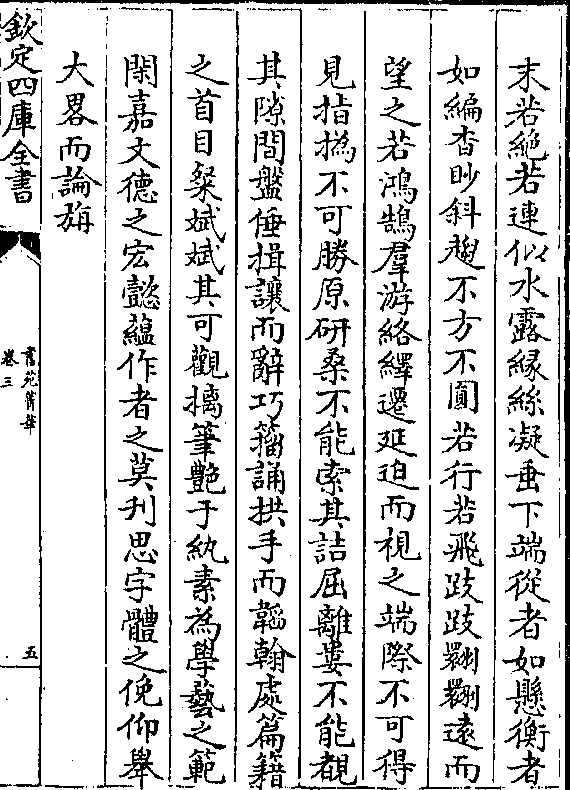 末若絶若連似水露緣絲凝垂下端從者如懸衡者
如編杳眇斜趨不方不圓若行若飛跂跂翾翾遠而
望之若鴻鵠羣游絡繹遷延迫而視之端際不可得
見指撝不可勝原研桑不能索其詰屈離婁不能覩
其隙間盤倕揖讓而辭巧籀誦拱手而韜翰處篇籍
之首目粲斌斌其可觀摛筆艶于紈素為學藝之範
閑嘉文德之宏懿藴作者之莫刋思字體之俛仰舉
大畧而論旃
欽定四庫全書
書苑菁華
卷三
五